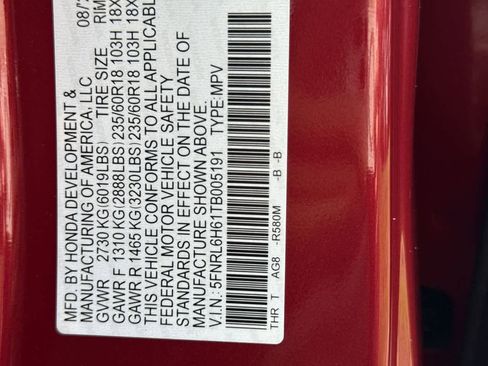 MFD. BY HONDA DEVELOPMENT & 08/
MANUFACTURING OF AMERICA, LLC
GVWR 2730 KG(6019LBS) TIRE SIZE RIM
GAWR F 1310 KG(2888LBS) 235/60R18 103H 18X
GAWR R 1465 KG(3230LBS) 235/60R18 103H 18X
THIS VEHICLE CONFORMS TO ALL APPLICABLE
FEDERAL MOTOR VEHICLE SAFETY
STANDARDS IN EFFECT ON THE DATE OF
MANUFACTURE SHOWN ABOVE.
V.I.N.: 5FNRL6H61TB005191 TYPE:MPV
THR T AG8 -R580M -B -B